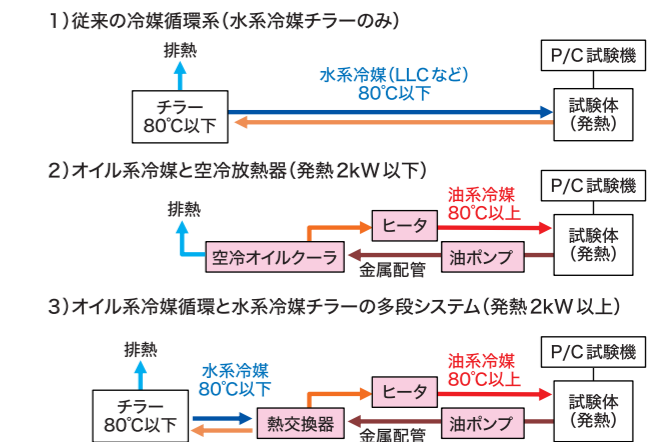 1)従来の冷媒循環系(水系冷媒チラーのみ)
排熱
P/C試験機
水系冷媒(LLCなど)
80℃以下
チラー
80℃以下
試験体
(発熱)
2)オイル系冷媒と空冷放熱器(発熱2kW以下)
P/C試験機
排熱
油系冷媒
80℃以上
ヒータ
試験体
(発熱)
空冷オイルクーラ
金属配管
油ポンプ
3)オイル系冷媒循環と水系冷媒チラーの多段システム(発熱2kW以上)
排熱
P/C試験機
水系冷媒
80℃以下
油系冷媒
80℃以上
ヒータ
チラー
80℃以下
試験体
(発熱)
熱交換器
金属配管
油ポンプ